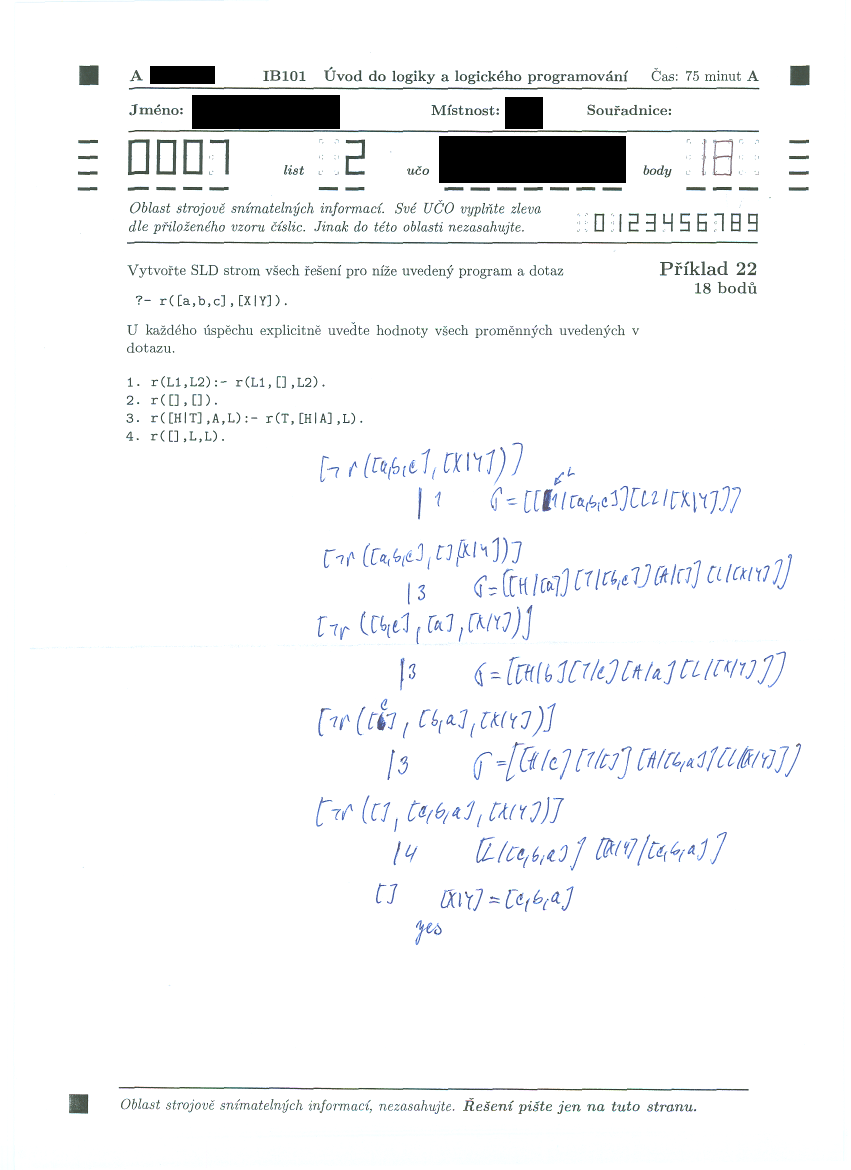 A IB101 Úvod do logiky a logického programování Čas: 75 minut A
Jméno: Místnost: Souřadnice:
0007 list 2 učo body 18
Oblast strojově snímatelných informací. Své UČO vyplňte zleva
dle přiloženého vzoru číslic. Jinak do této oblasti nezasahujte.
0123456789
Vytvořte SLD strom všech řešení pro níže uvedený program a dotaz
Příklad 22
18 bodů
?- r([a,b,c],[X|Y]).
U každého úspěchu explicitně uveďte hodnoty všech proměnných uvedených v
dotazu.
1. r(L1,L2):- r(L1,[],L2).
2. r([],[]).
3. r([H|T],A,L):- r(T,[H|A],L).
4. r([],L,L).
[¬r([a,b,c],[X|Y])]
| 1 σ=[[L1/[a,b,c]][L2/[X|Y]]]
[¬r([a,b,c],[],[X|Y])]
| 3 σ=[[H/[a]][T/[b,c]][A/[]][L/[X|Y]]]
[¬r([b,c],[a],[X|Y])]
| 3 σ=[[H/b][T/c][A/a][L/[X|Y]]]
[¬r([c],[b,a],[X|Y])]
| 3 σ=[[H/c][T/[]][A/[b,a]][L/[X|Y]]]
[¬r([],[c,b,a],[X|Y])]
| 4 [L/[c,b,a]] [[X|Y]/[c,b,a]]
[] [X|Y]=[c,b,a]
yes
Oblast strojově snímatelných informací, nezasahujte. Řešení pište jen na tuto stranu.